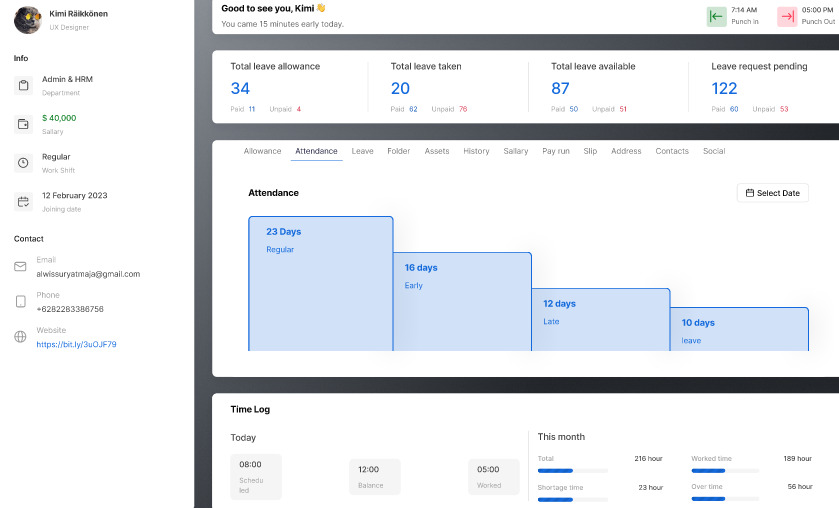 Kimi Räikkönen
UX Designer
Info
Admin & HRM
Department
$ 40,000
Sallary
Regular
Work Shift
12 February 2023
Joining date
Contact
Email
alwissuryatmaja@gmail.com
Phone
+6282283386756
Website
https://bit.ly/3uOJF79
Good to see you, Kimi 👋
You came 15 minutes early today.
7:14 AM
Punch in
05:00 PM
Punch Out
Total leave allowance
34
Paid 11 Unpaid 4
Total leave taken
20
Paid 62 Unpaid 76
Total leave available
87
Paid 50 Unpaid 51
Leave request pending
122
Paid 60 Unpaid 53
Allowance Attendance Leave Folder Assets History Sallary Pay run Slip Address Contacts Social
Attendance
Select Date
23 Days
Regular
16 days
Early
12 days
Late
10 days
leave
Time Log
Today
08:00
Schedu
led
12:00
Balance
05:00
Worked
This month
Total 216 hour
Worked time 189 hour
Shortage time 23 hour
Over time 56 hour